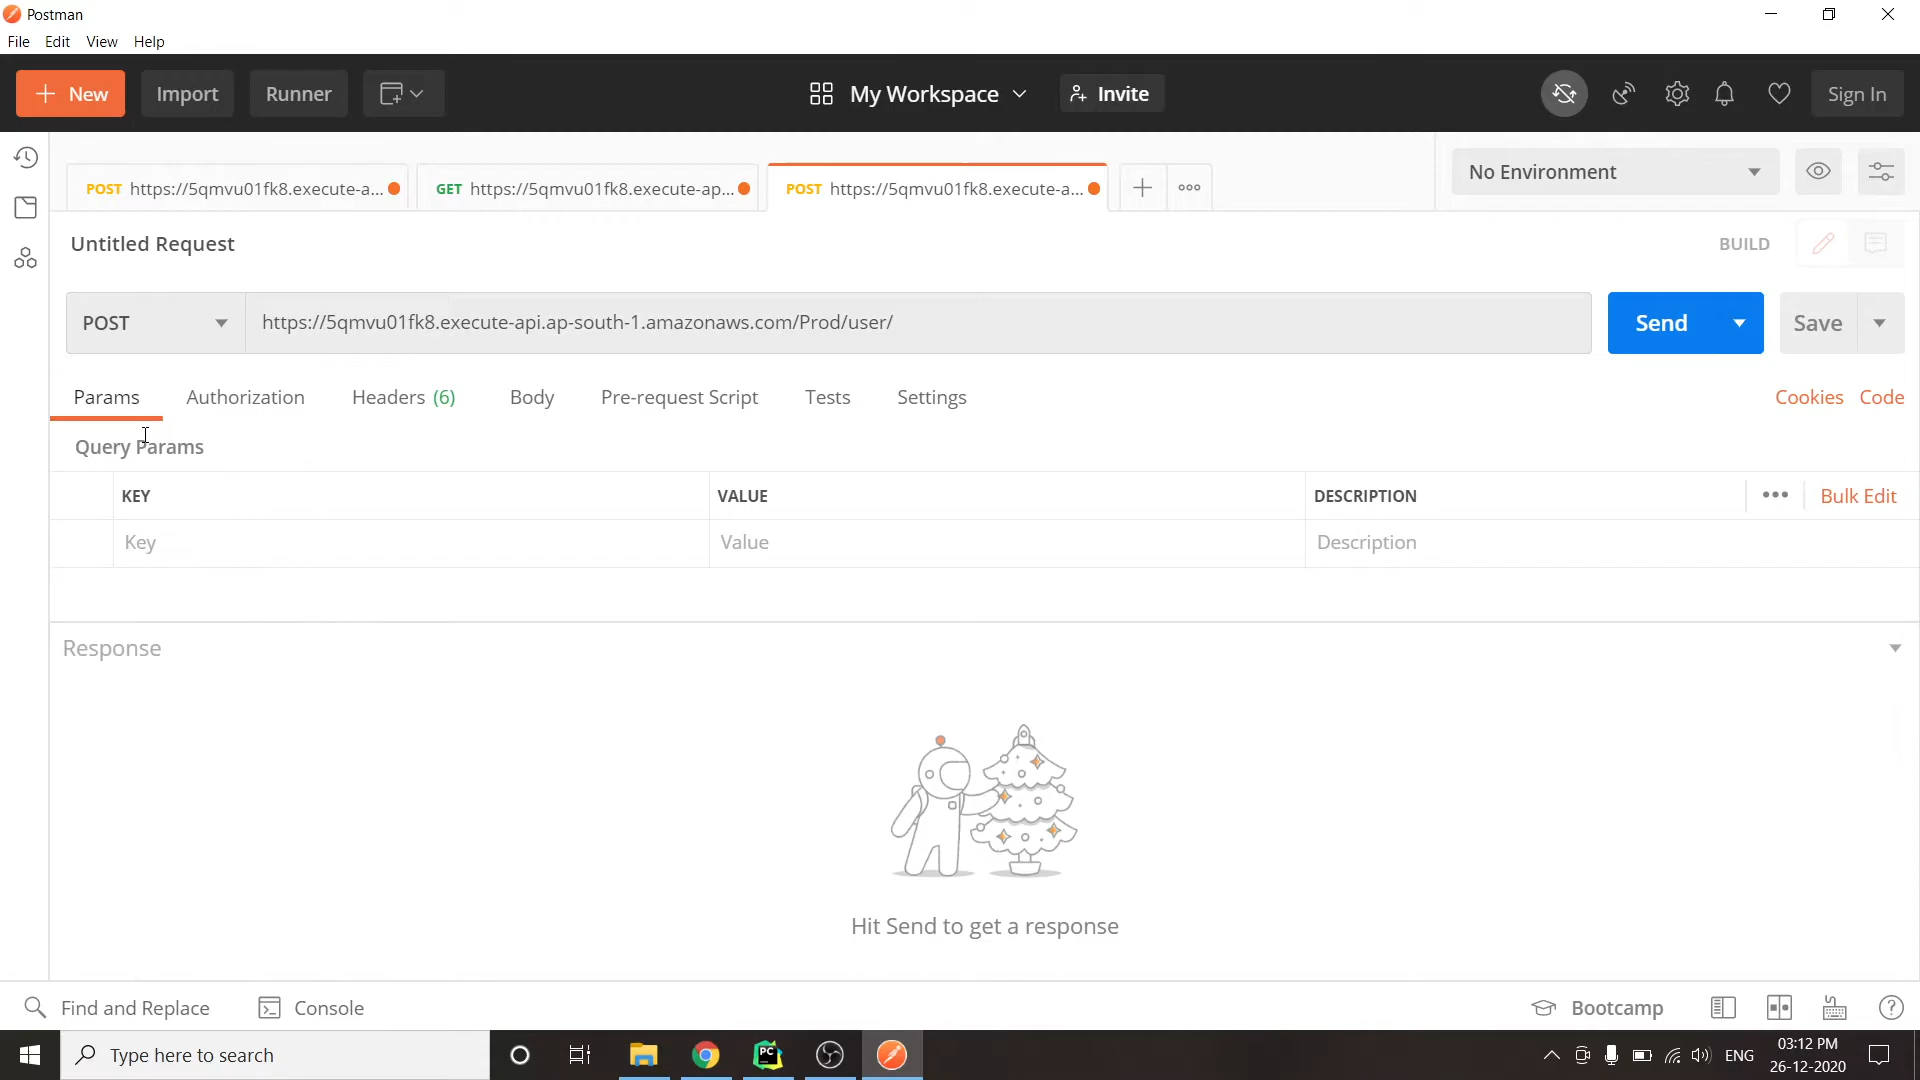 Postman
File Edit View Help
New Import Runner My Workspace Invite Sign In
POST https://5qmvu01fk8.execute-a... GET https://5qmvu01fk8.execute-ap... POST https://5qmvu01fk8.execute-a... No Environment
Untitled Request BUILD
POST https://5qmvu01fk8.execute-api.ap-south-1.amazonaws.com/Prod/user/ Send Save
Params Authorization Headers (6) Body Pre-request Script Tests Settings Cookies Code
Query Params
KEY VALUE DESCRIPTION Bulk Edit
Key Value Description
Response
Hit Send to get a response
Find and Replace Console Bootcamp
Type here to search PC ENG 03:12 PM
26-12-2020